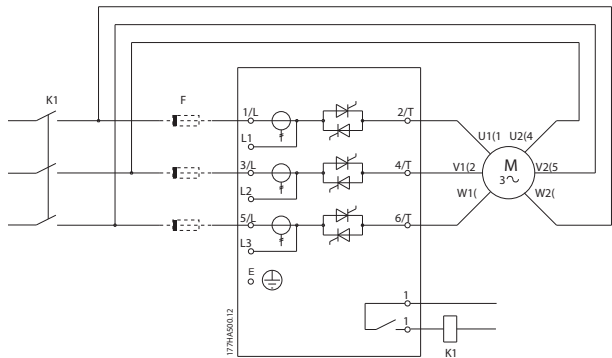 K1
F
1/L
2/T
L1
3/L
4/T
L2
5/L
6/T
L3
E
U1(1 U2(4
V1(2 M V2(5
3~
W1( W2(
1
1
K1
177HA500.12